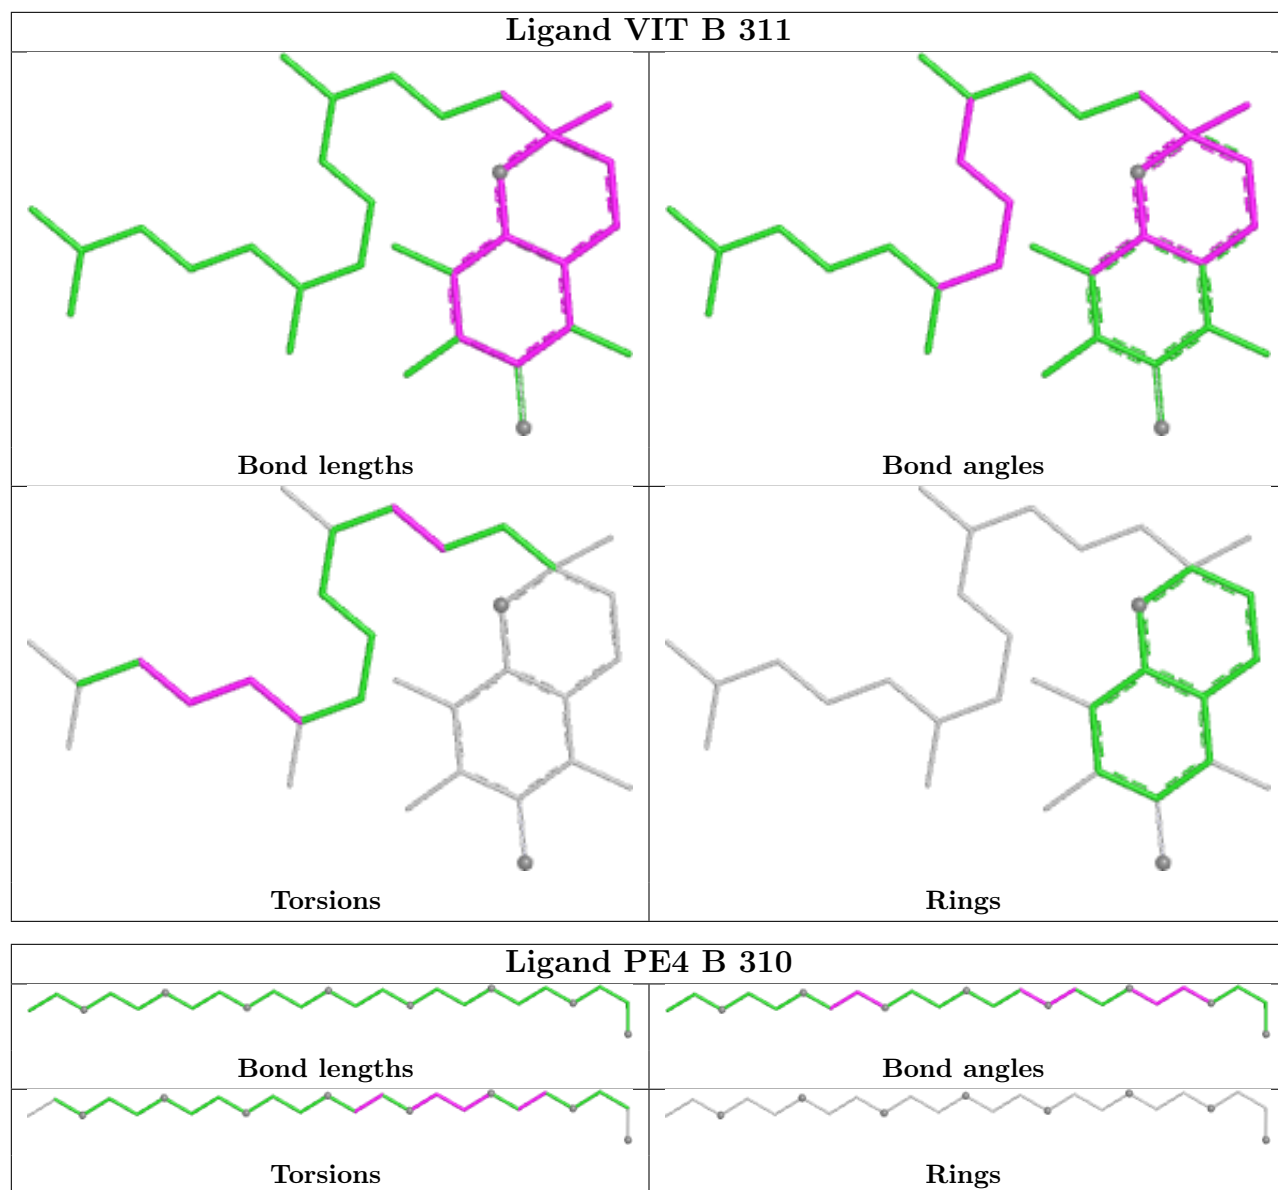 Ligand VIT B 311
Bond lengths
Bond angles
Torsions
Rings
Ligand PE4 B 310
Bond lengths
Bond angles
Torsions
Rings